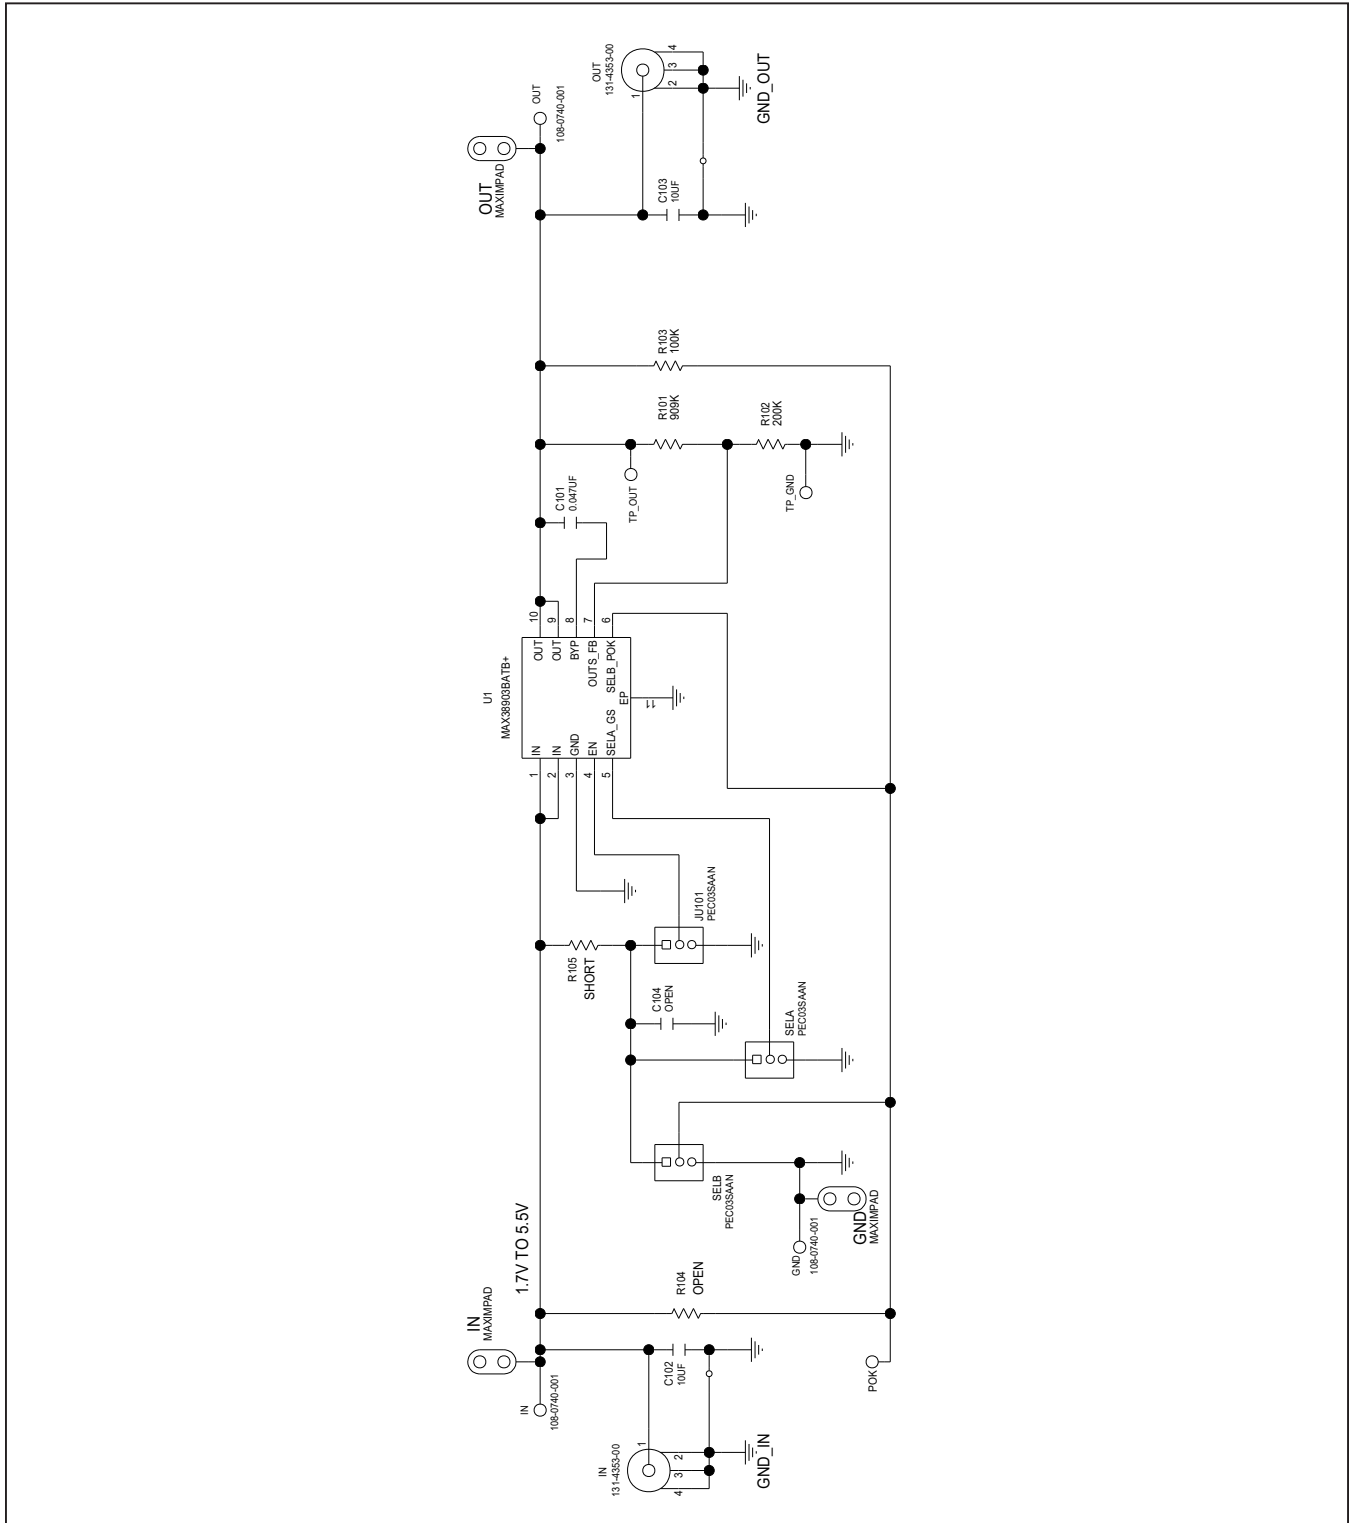 IN
131-4353-00
1
2
3
4
GND_IN
IN
MAXIMPAD
IN
108-0740-001
1.7V TO 5.5V
C102
10UF
R104
OPEN
POK
GND
108-0740-001
GND
MAXIMPAD
SELB
PEC03SAAN
SELA
PEC03SAAN
C104
OPEN
R105
SHORT
JU101
PEC03SAAN
U1
MAX38903BATB+
1
IN
2
IN
3
GND
4
EN
5
SELA_GS
EP
11
OUT
10
OUT
9
BYP
8
OUTS_FB
7
SELB_POK
6
C101
0.047UF
TP_OUT
R101
909K
R102
200K
TP_GND
R103
100K
C103
10UF
OUT
MAXIMPAD
OUT
108-0740-001
OUT
131-4353-00
1
2
3
4
GND_OUT